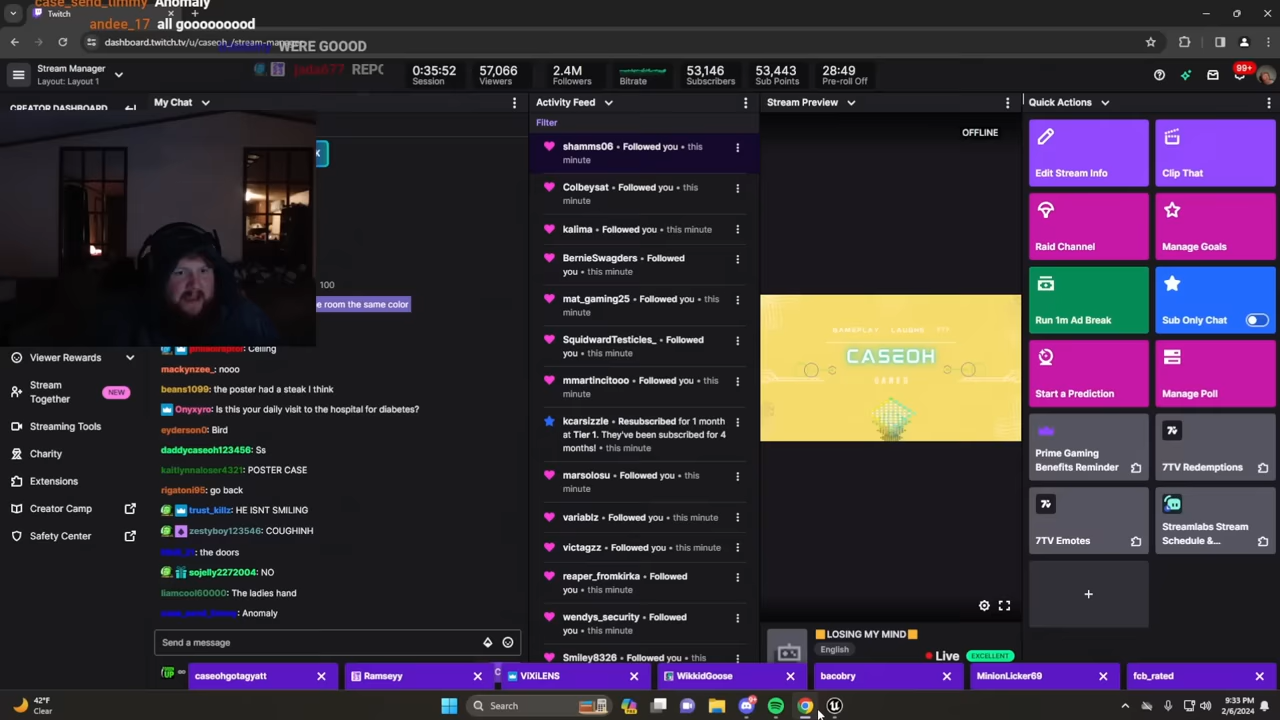 case_send_timmy Anomaly
andee_17 all gooooooood
WERE GOOOD
jada677 REPO
Twitch
dashboard.twitch.tv/u/caseoh_/stream-manager
Stream Manager
Layout: Layout 1
0:35:52
Session
57,066
Viewers
2.4M
Followers
Bitrate
53,146
Subscribers
53,443
Sub Points
28:49
Pre-roll Off
99+
CREATOR DASHBOARD
My Chat
100
e room the same color
Viewer Rewards
Stream
Together
NEW
Streaming Tools
Charity
Extensions
Creator Camp
Safety Center
Ceiling
mackynzee_: nooo
beans1099: the poster had a steak I think
Onyxyro: Is this your daily visit to the hospital for diabetes?
eyderson0: Bird
daddycaseoh123456: Ss
kaitlynnaloser4321: POSTER CASE
rigatoni95: go back
trust_killz: HE ISNT SMILING
zestyboy123546: COUGHINH
: the doors
sojelly2272004: NO
liamcool60000: The ladies hand
: Anomaly
Send a message
Activity Feed
Filter
shamms06 • Followed you • this
minute
Colbeysat • Followed you • this
minute
kalima • Followed you • this minute
BernieSwagders • Followed
you • this minute
mat_gaming25 • Followed you • this
minute
SquidwardTesticles_ • Followed
you • this minute
mmartincitooo • Followed you • this
minute
kcarsizzle • Resubscribed for 1 month
at Tier 1. They've been subscribed for 4
months! • this minute
marsolosu • Followed you • this
minute
variablz • Followed you • this minute
victagzz • Followed you • this minute
reaper_fromkirka • Followed
you • this minute
wendys_security • Followed
you • this minute
Smiley8326 • Followed you • this
Stream Preview
OFFLINE
GAMEPLAY LAUGHS
CASEOH
GAMES
LOSING MY MIND
English
Live
EXCELLENT
Quick Actions
Edit Stream Info
Clip That
Raid Channel
Manage Goals
Run 1m Ad Break
Sub Only Chat
Start a Prediction
Manage Poll
Prime Gaming
Benefits Reminder
7TV Redemptions
7TV Emotes
Streamlabs Stream
Schedule &...
caseohgotagyatt
Ramseyy
VIXILENS
WikkidGoose
bacobry
MinionLicker69
fcb_rated
42°F
Clear
Search
9:33 PM
2/6/2024